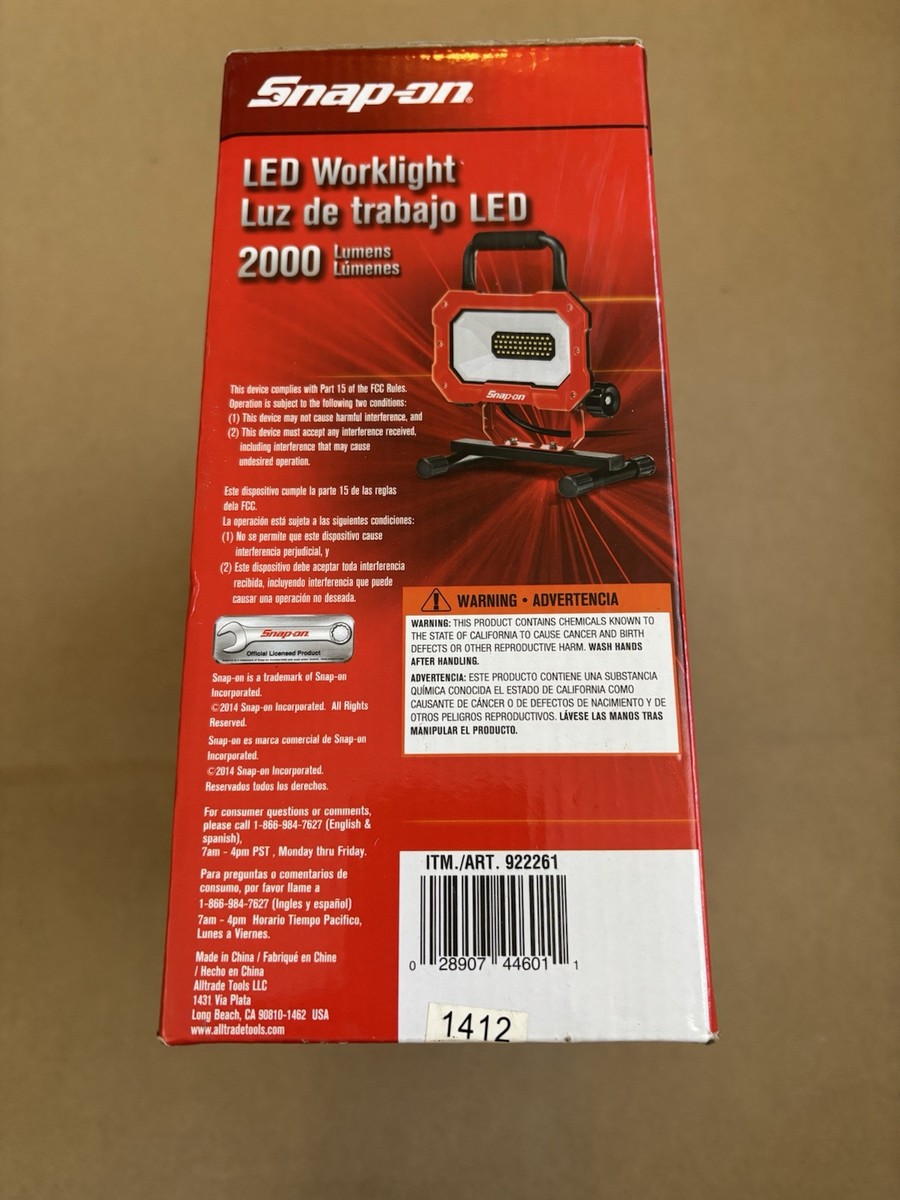 Snap-on®
LED Worklight
Luz de trabajo LED
2000 Lumens
Lúmenes
Snap-on
This device complies with Part 15 of the FCC Rules.
Operation is subject to the following two conditions:
(1) This device may not cause harmful interference, and
(2) This device must accept any interference received,
including interference that may cause
undesired operation.
Este dispositivo cumple la parte 15 de las reglas
dela FCC.
La operación está sujeta a las siguientes condiciones:
(1) No se permite que este dispositivo cause
interferencia perjudicial, y
(2) Este dispositivo debe aceptar toda interferencia
recibida, incluyendo interferencia que puede
causar una operación no deseada.
Snap-on
Official Licensed Product
Snap-on is a trademark of Snap-on
Incorporated.
©2014 Snap-on Incorporated. All Rights
Reserved.
Snap-on es marca comercial de Snap-on
Incorporated.
©2014 Snap-on Incorporated.
Reservados todos los derechos.
For consumer questions or comments,
please call 1-866-984-7627 (English &
spanish),
7am - 4pm PST , Monday thru Friday.
Para preguntas o comentarios de
consumo, por favor llame a
1-866-984-7627 (Ingles y español)
7am - 4pm Horario Tiempo Pacífico,
Lunes a Viernes.
Made in China / Fabriqué en Chine
/ Hecho en China
Alltrade Tools LLC
1431 Via Plata
Long Beach, CA 90810-1462 USA
www.alltradetools.com
WARNING • ADVERTENCIA
WARNING: THIS PRODUCT CONTAINS CHEMICALS KNOWN TO
THE STATE OF CALIFORNIA TO CAUSE CANCER AND BIRTH
DEFECTS OR OTHER REPRODUCTIVE HARM. WASH HANDS
AFTER HANDLING.
ADVERTENCIA: ESTE PRODUCTO CONTIENE UNA SUBSTANCIA
QUÍMICA CONOCIDA EL ESTADO DE CALIFORNIA COMO
CAUSANTE DE CÁNCER O DE DEFECTOS DE NACIMIENTO Y DE
OTROS PELIGROS REPRODUCTIVOS. LÁVESE LAS MANOS TRAS
MANIPULAR EL PRODUCTO.
ITM./ART. 922261
0 28907 44601 1
1412